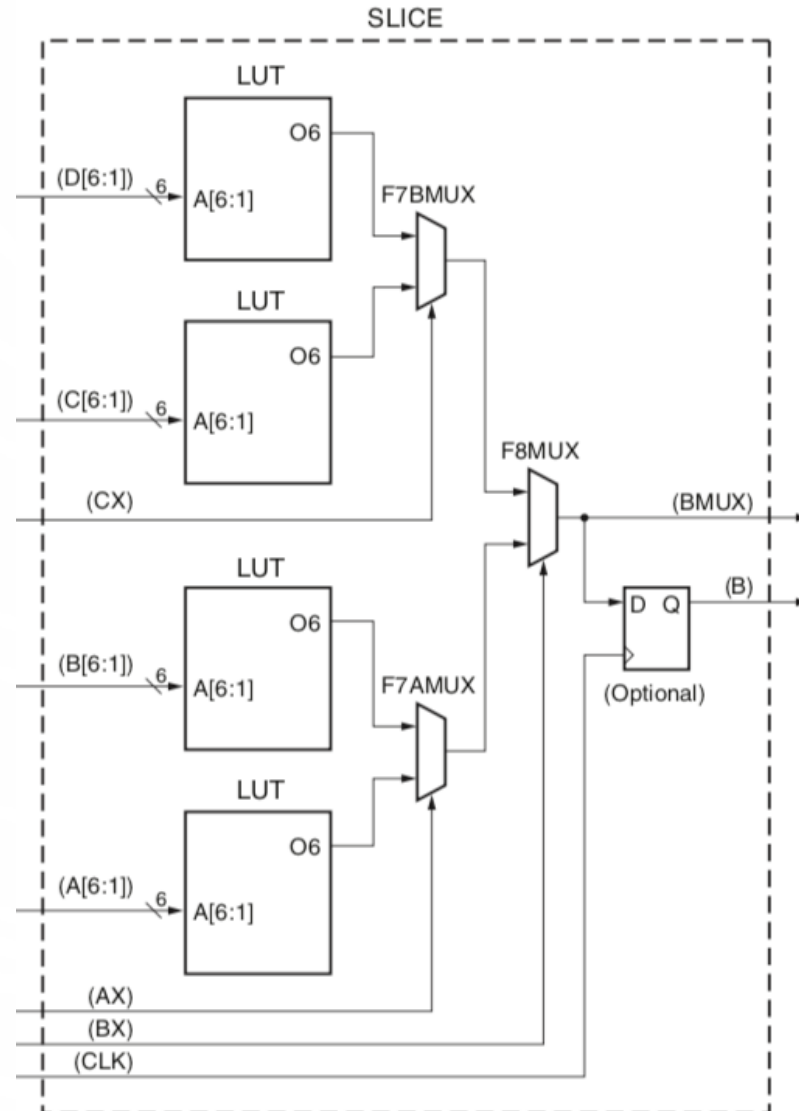 SLICE
LUT
O6
(D[6:1])
6
A[6:1]
F7BMUX
LUT
O6
(C[6:1])
6
A[6:1]
(CX)
F8MUX
(BMUX)
LUT
O6
D Q
(B)
(B[6:1])
6
A[6:1]
F7AMUX
(Optional)
LUT
O6
(A[6:1])
6
A[6:1]
(AX)
(BX)
(CLK)